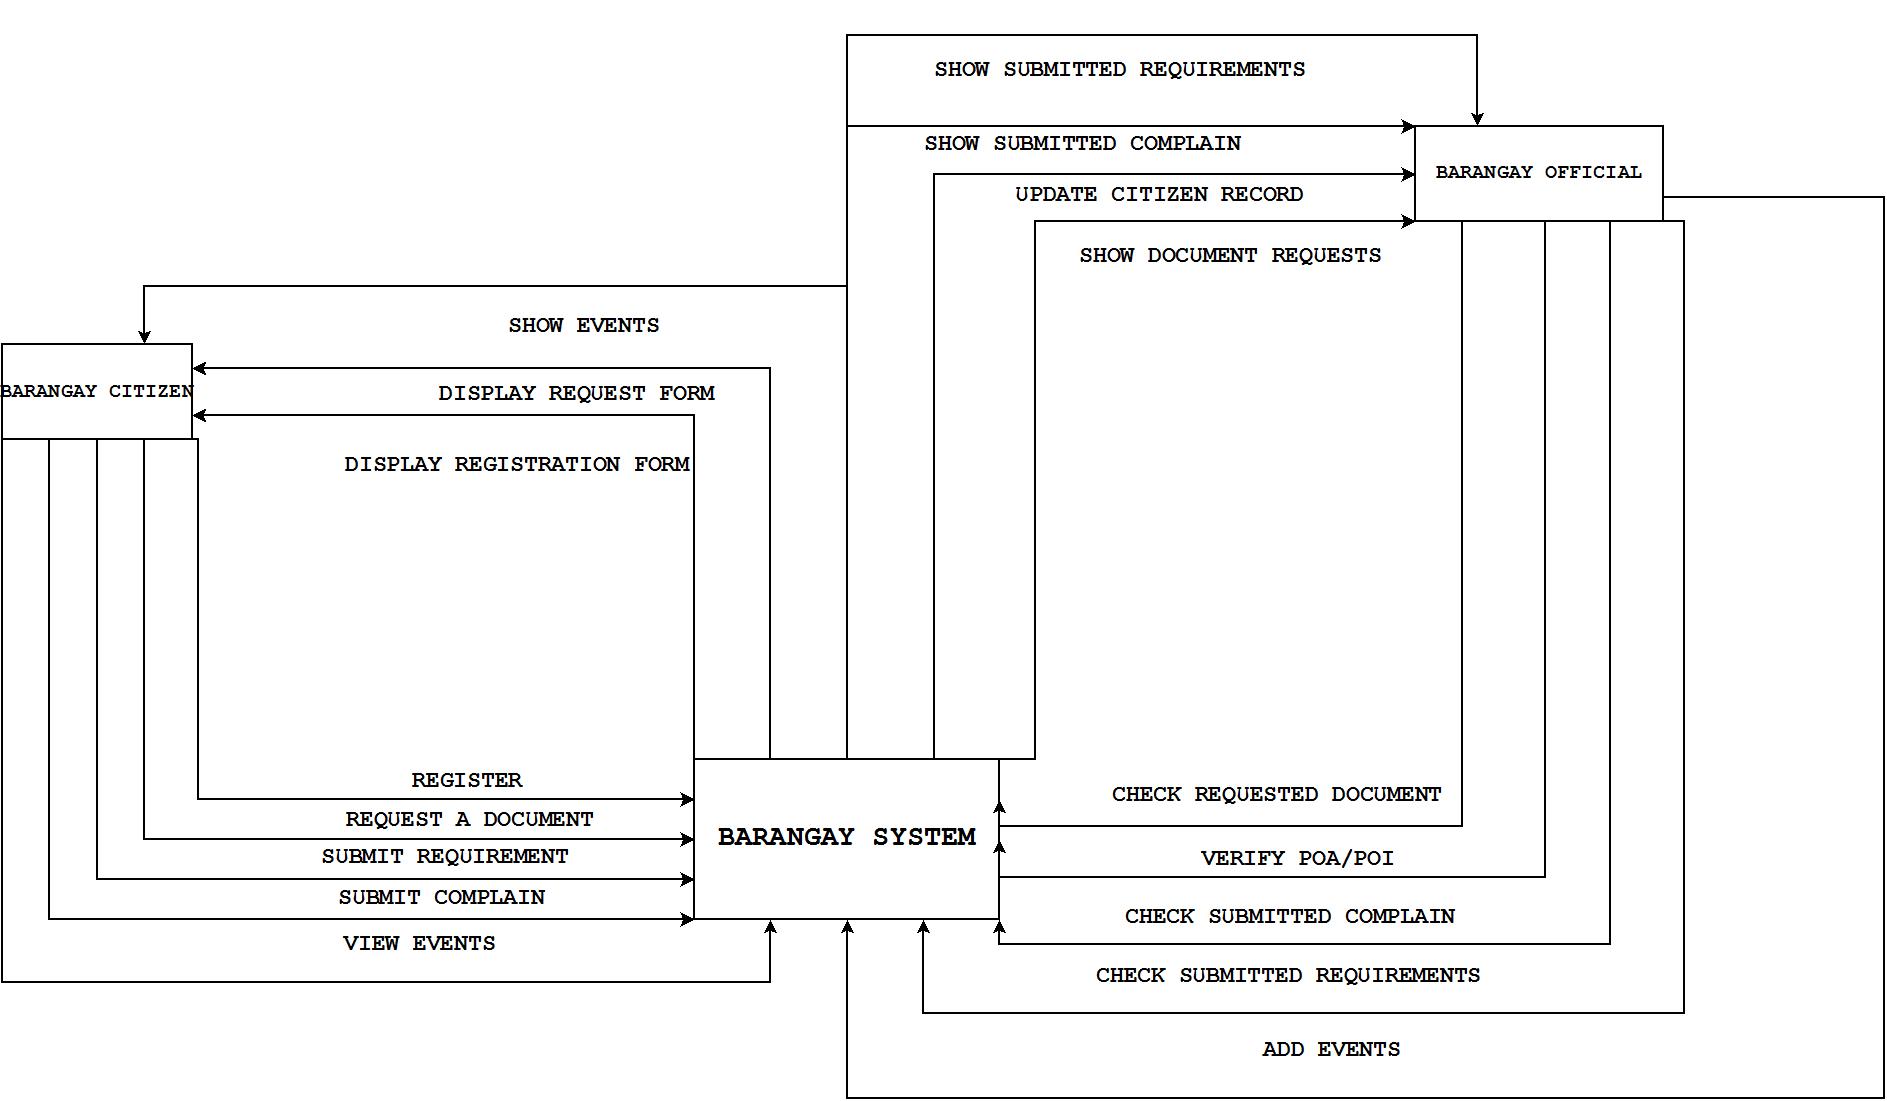 SHOW SUBMITTED REQUIREMENTS
SHOW SUBMITTED COMPLAIN
BARANGAY OFFICIAL
UPDATE CITIZEN RECORD
SHOW DOCUMENT REQUESTS
SHOW EVENTS
BARANGAY CITIZEN
DISPLAY REQUEST FORM
DISPLAY REGISTRATION FORM
REGISTER
CHECK REQUESTED DOCUMENT
REQUEST A DOCUMENT
BARANGAY SYSTEM
SUBMIT REQUIREMENT
VERIFY POA/POI
SUBMIT COMPLAIN
CHECK SUBMITTED COMPLAIN
VIEW EVENTS
CHECK SUBMITTED REQUIREMENTS
ADD EVENTS